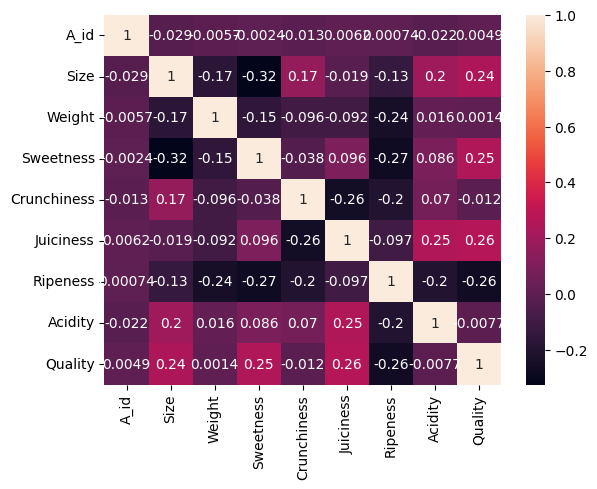 A_id 1 -0.029 -0.0057 -0.0024 -0.013 0.0062 0.00074 -0.022 0.0049
Size -0.029 1 -0.17 -0.32 0.17 -0.019 -0.13 0.2 0.24
Weight -0.0057 -0.17 1 -0.15 -0.096 -0.092 -0.24 0.016 0.0014
Sweetness -0.0024 -0.32 -0.15 1 -0.038 0.096 -0.27 0.086 0.25
Crunchiness -0.013 0.17 -0.096 -0.038 1 -0.26 -0.2 0.07 -0.012
Juiciness 0.0062 -0.019 -0.092 0.096 -0.26 1 -0.097 0.25 0.26
Ripeness 0.00074 -0.13 -0.24 -0.27 -0.2 -0.097 1 -0.2 -0.26
Acidity -0.022 0.2 0.016 0.086 0.07 0.25 -0.2 1 -0.0077
Quality 0.0049 0.24 0.0014 0.25 -0.012 0.26 -0.26 -0.0077 1
A_id
Size
Weight
Sweetness
Crunchiness
Juiciness
Ripeness
Acidity
Quality
1.0
0.8
0.6
0.4
0.2
0.0
−0.2